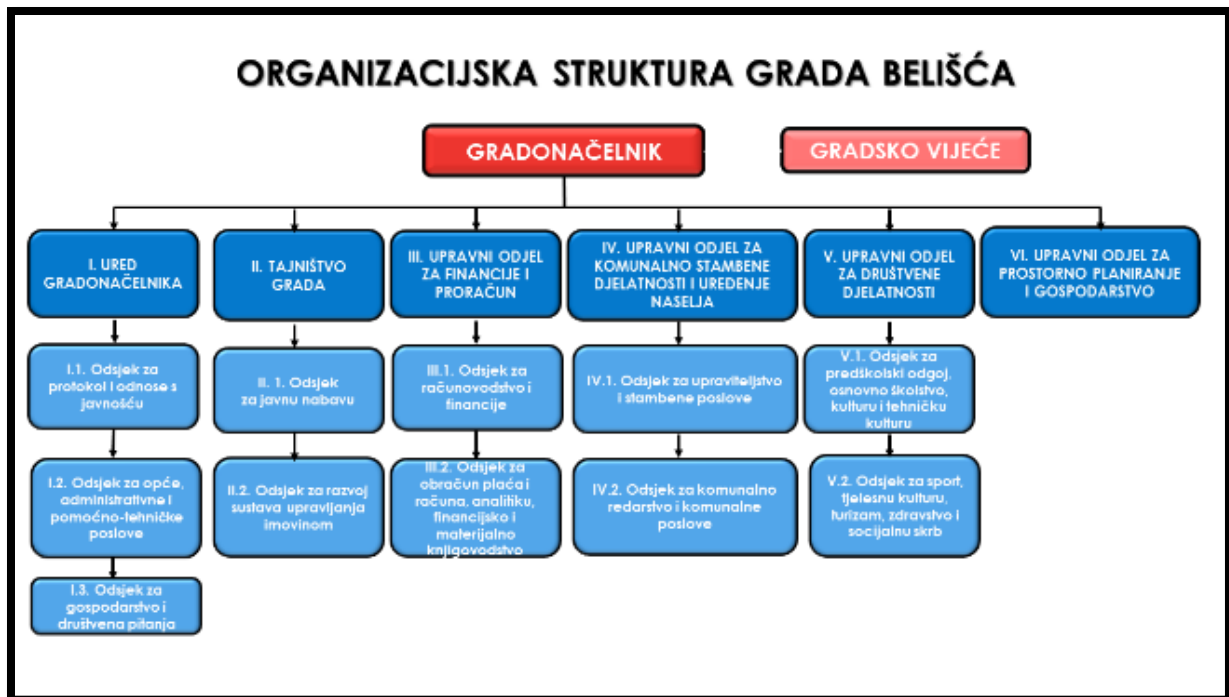 ORGANIZACIJSKA STRUKTURA GRADA BELIŠĆA
GRADONAČELNIK
GRADSKO VIJEĆE
I. URED
GRADONAČELNIKA
II. TAJNIŠTVO
GRADA
III. UPRAVNI ODJEL
ZA FINANCIJE I
PRORAČUN
IV. UPRAVNI ODJEL ZA
KOMUNALNO STAMBENE
DJELATNOSTI I UREĐENJE
NASELJA
V. UPRAVNI ODJEL
ZA DRUŠTVENE
DJELATNOSTI
VI. UPRAVNI ODJEL ZA
PROSTORNO PLANIRANJE
I GOSPODARSTVO
I.1. Odsjek za
protokol i odnose s
javnošću
II. 1. Odsjek
za javnu nabavu
III.1. Odsjek za
računovodstvo i
financije
IV.1. Odsjek za upraviteljstvo
i stambene poslove
V.1. Odsjek za
predškolski odgoj,
osnovno školstvo,
kulturu i tehničku
kulturu
I.2. Odsjek za opće,
administrativne i
pomoćno-tehničke
poslove
II.2. Odsjek za razvoj
sustava upravljanja
imovinom
III.2. Odsjek za
obračun plaća i
računa, analitiku,
financijsko i
materijalno
knjigovodstvo
IV.2. Odsjek za komunalno
redarstvo i komunalne
poslove
V.2. Odsjek za sport,
tjelesnu kulturu,
turizam, zdravstvo i
socijalnu skrb
I.3. Odsjek za
gospodarstvo i
društvena pitanja